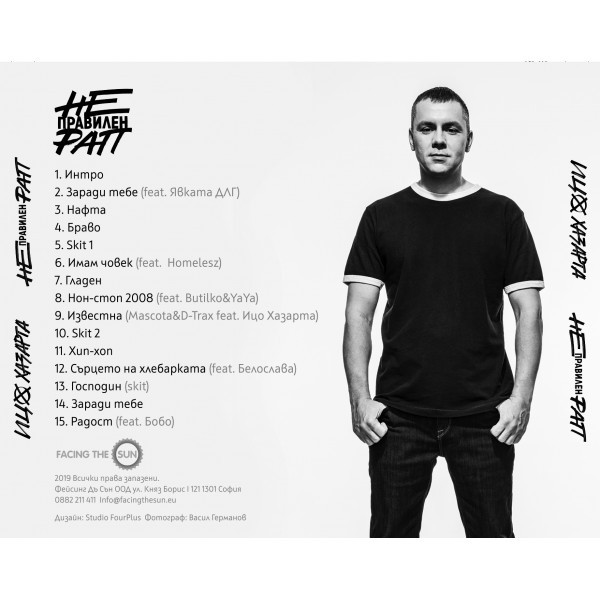 НЕ
ПРАВИЛЕН
РАП
1. Интро
2. Заради тебе (feat. Явката ДЛГ)
3. Нафта
4. Браво
5. Skit 1
6. Имам човек (feat. Homelesz)
7. Гладен
8. Нон-стоп 2008 (feat. Butilko&YaYa)
9. Известна (Mascota&D-Trax feat. Ицо Хазарта)
10. Skit 2
11. Хип-хоп
12. Сърцето на хлебарката (feat. Белослава)
13. Господин (skit)
14. Заради тебе
15. Радост (feat. Бобо)
FACING THE SUN
2019 Всички права запазени.
Фейсинг Дъ Сън ООД ул. Княз Борис I 121 1301 София
0882 211 411 Info@facingthesun.eu
Дизайн: Studio FourPlus Фотограф: Васил Германов
ИЦО ХАЗАРТА
НЕ ПРАВИЛЕН РАП
ИЦО ХАЗАРТА
НЕ ПРАВИЛЕН РАП